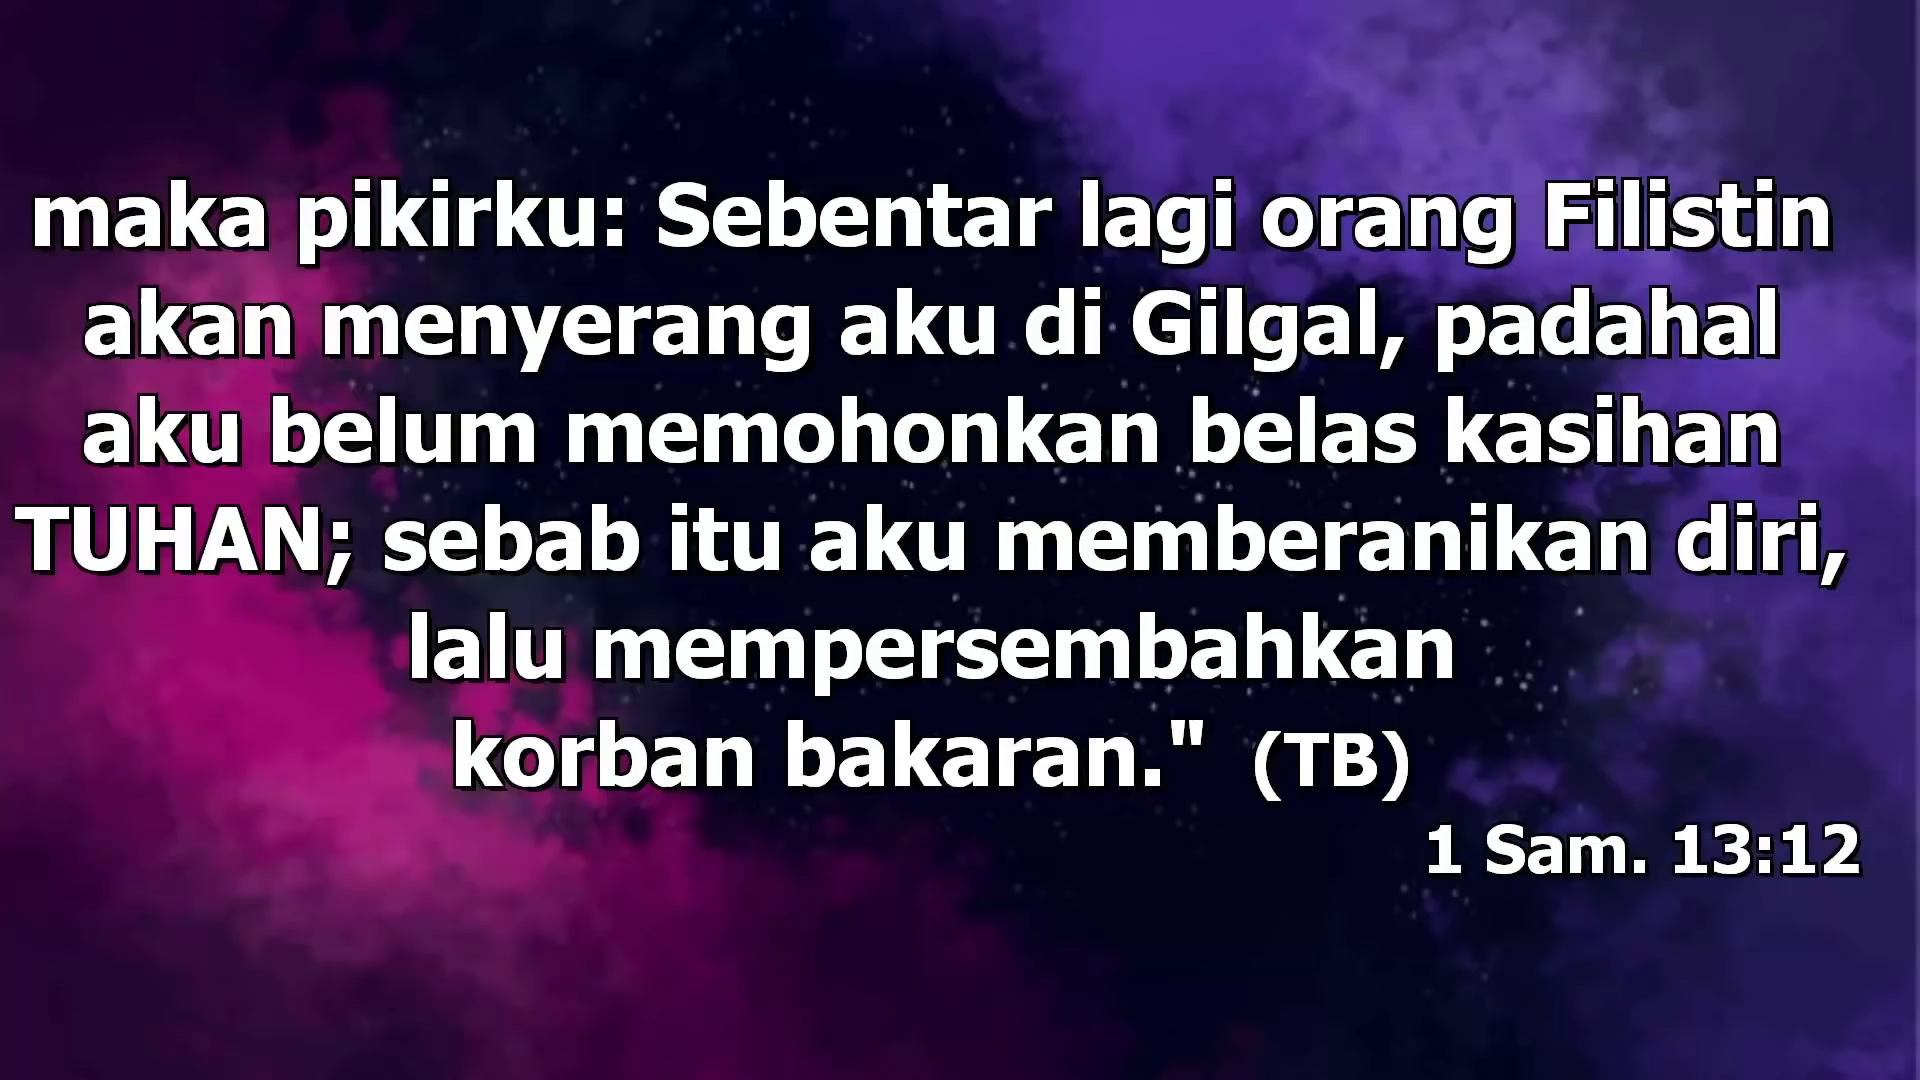 maka pikirku: Sebentar lagi orang Filistin
akan menyerang aku di Gilgal, padahal
aku belum memohonkan belas kasihan
TUHAN; sebab itu aku memberanikan diri,
lalu mempersembahkan
korban bakaran." (TB)
1 Sam. 13:12